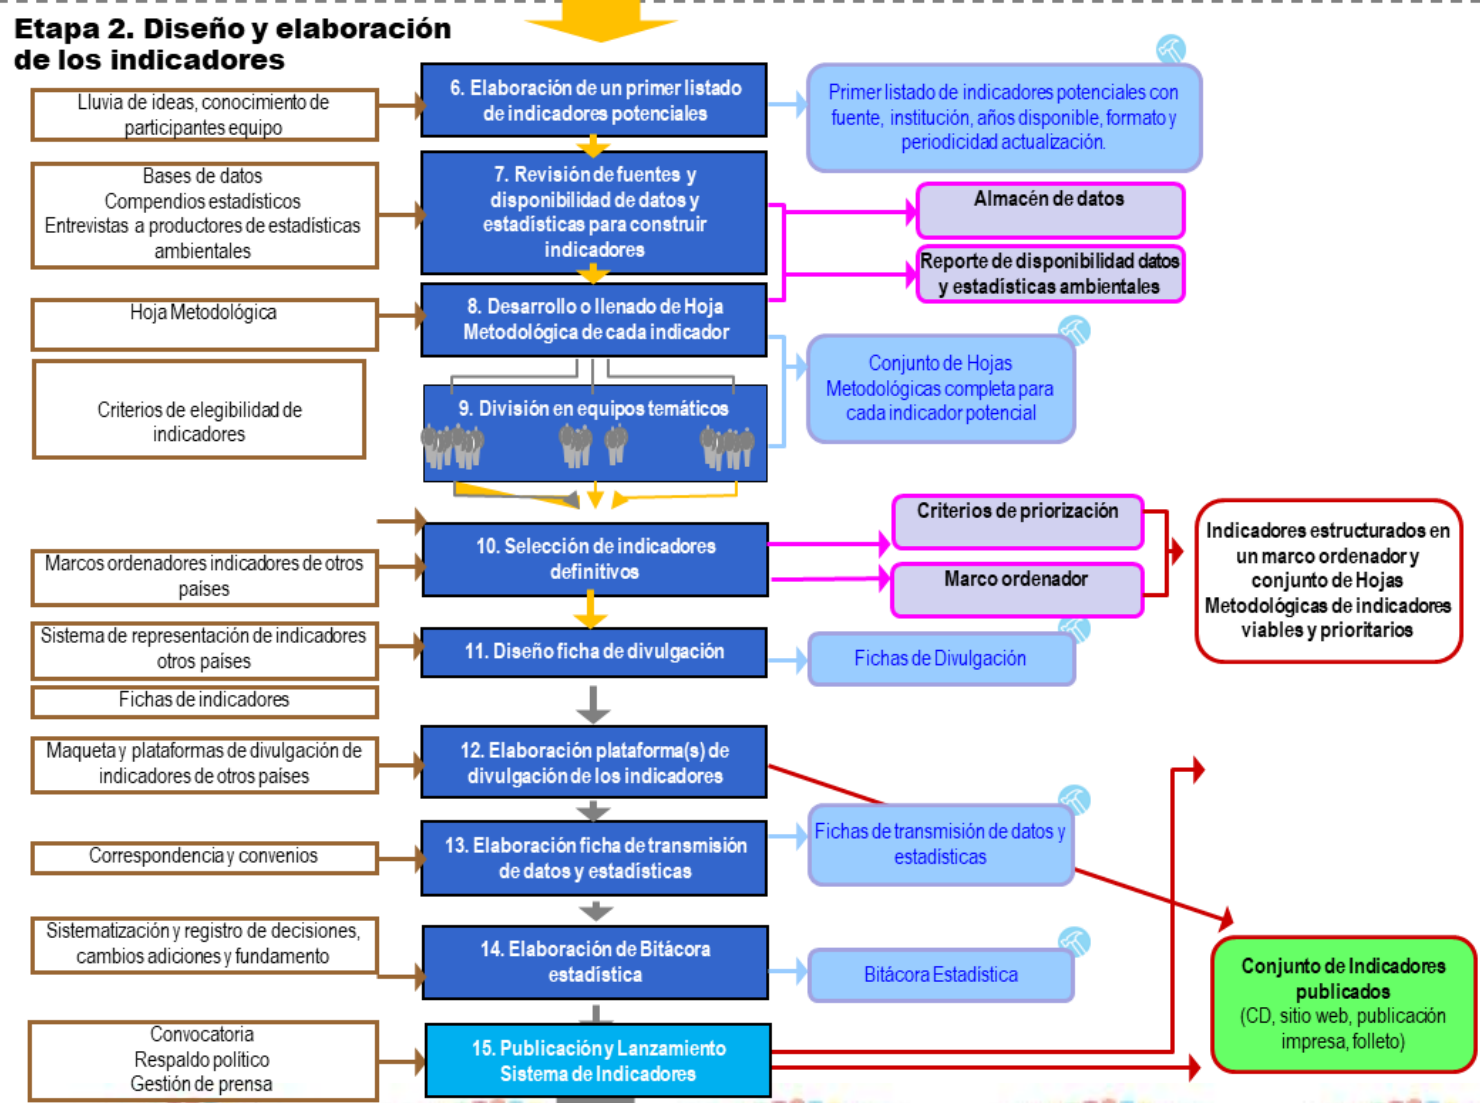 Etapa 2. Diseño y elaboración
de los indicadores
Lluvia de ideas, conocimiento de
participantes equipo
6. Elaboración de un primer listado
de indicadores potenciales
Primer listado de indicadores potenciales con
fuente, institución, años disponible, formato y
periodicidad actualización.
Bases de datos
Compendios estadísticos
Entrevistas a productores de estadísticas
ambientales
7. Revisión de fuentes y
disponibilidad de datos y
estadísticas para construir
indicadores
Almacén de datos
Reporte de disponibilidad datos
y estadísticas ambientales
Hoja Metodológica
8. Desarrollo o llenado de Hoja
Metodológica de cada indicador
Conjunto de Hojas
Metodológicas completa para
cada indicador potencial
Criterios de elegibilidad de
indicadores
9. División en equipos temáticos
Marcos ordenadores indicadores de otros
países
10. Selección de indicadores
definitivos
Criterios de priorización
Marco ordenador
Indicadores estructurados en
un marco ordenador y
conjunto de Hojas
Metodológicas de indicadores
viables y prioritarios
Sistema de representación de indicadores
otros países
Fichas de indicadores
11. Diseño ficha de divulgación
Fichas de Divulgación
Maqueta y plataformas de divulgación de
indicadores de otros países
12. Elaboración plataforma(s) de
divulgación de los indicadores
Correspondencia y convenios
13. Elaboración ficha de transmisión
de datos y estadísticas
Fichas de transmisión de datos y
estadísticas
Sistematización y registro de decisiones,
cambios adiciones y fundamento
14. Elaboración de Bitácora
estadística
Bitácora Estadística
Conjunto de Indicadores
publicados
(CD, sitio web, publicación
impresa, folleto)
Convocatoria
Respaldo político
Gestión de prensa
15. Publicación y Lanzamiento
Sistema de Indicadores